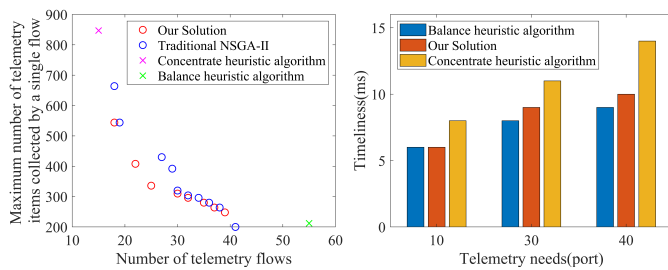 900
800
700
600
500
400
300
200
Maximum number of telemetry
items collected by a single flow
Our Solution
Traditional NSGA-II
Concentrate heuristic algorithm
Balance heuristic algorithm
10 20 30 40 50 60
Number of telemetry flows
15
10
5
0
Timeliness(ms)
Balance heuristic algorithm
Our Solution
Concentrate heuristic algorithm
10 30 40
Telemetry needs(port)